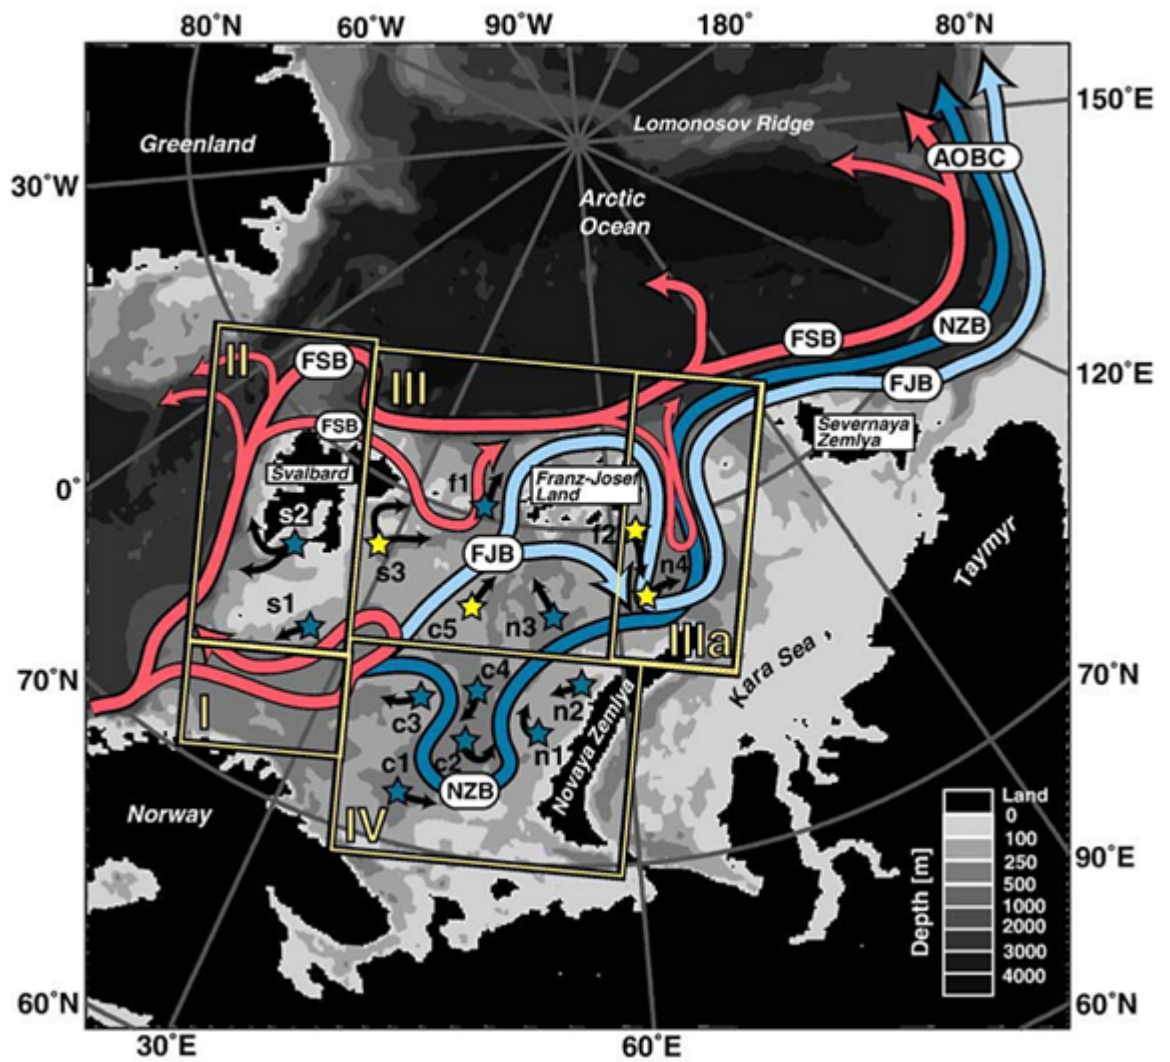 80°N
60°W
90°W
180°
80°N
150°E
Greenland
Lomonosov Ridge
AOBC
30°W
Arctic
Ocean
FSB
NZB
II
FSB
III
FJB
120°E
FSB
Svalbard
Severnaya
Zemlya
0°
f1
Franz-Josef
Land
s2
f2
FJB
s3
n4
Taymyr
s1
c5
n3
IIIa
Kara Sea
70°N
c4
70°N
I
c3
n2
c2
n1
Novaya Zemlya
c1
NZB
Norway
IV
Land
0
100
250
500
1000
2000
3000
4000
Depth [m]
90°E
60°N
60°N
30°E
60°E